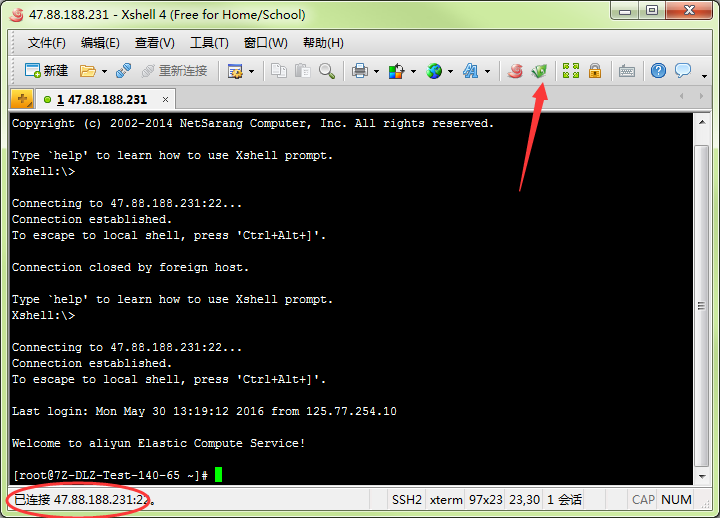 47.88.188.231 - Xshell 4 (Free for Home/School)
文件(F) 编辑(E) 查看(V) 工具(T) 窗口(W) 帮助(H)
新建 重新连接
1 47.88.188.231
Copyright (c) 2002-2014 NetSarang Computer, Inc. All rights reserved.
Type `help' to learn how to use Xshell prompt.
Xshell:\>
Connecting to 47.88.188.231:22...
Connection established.
To escape to local shell, press 'Ctrl+Alt+]'.
Connection closed by foreign host.
Type `help' to learn how to use Xshell prompt.
Xshell:\>
Connecting to 47.88.188.231:22...
Connection established.
To escape to local shell, press 'Ctrl+Alt+]'.
Last login: Mon May 30 13:19:12 2016 from 125.77.254.10
Welcome to aliyun Elastic Compute Service!
[root@7Z-DLZ-Test-140-65 ~]#
已连接 47.88.188.231:22。 SSH2 xterm 97x23 23,30 1 会话 CAP NUM